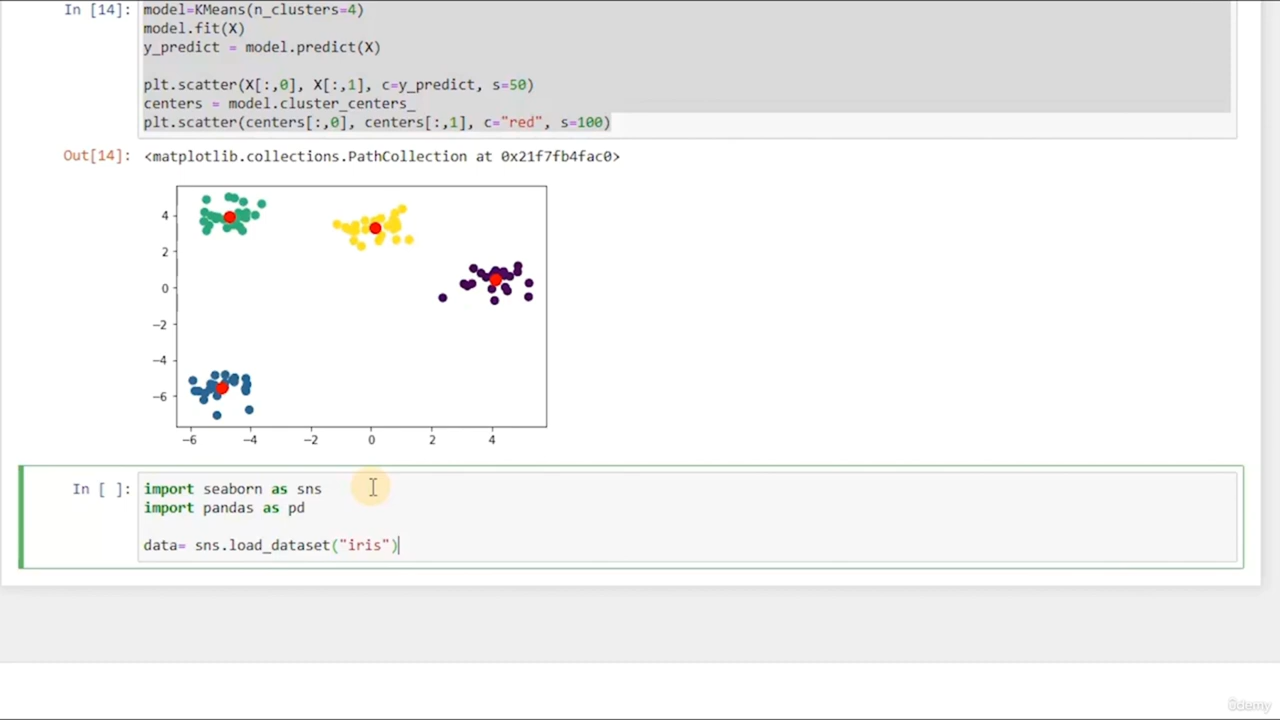 In [14]: model=KMeans(n_clusters=4)
model.fit(X)
y_predict = model.predict(X)
plt.scatter(X[:,0], X[:,1], c=y_predict, s=50)
centers = model.cluster_centers_
plt.scatter(centers[:,0], centers[:,1], c="red", s=100)
Out[14]: <matplotlib.collections.PathCollection at 0x21f7fb4fac0>
4
2
0
−2
−4
−6
−6 −4 −2 0 2 4
In [ ]: import seaborn as sns
import pandas as pd
data= sns.load_dataset("iris")
ûdemy